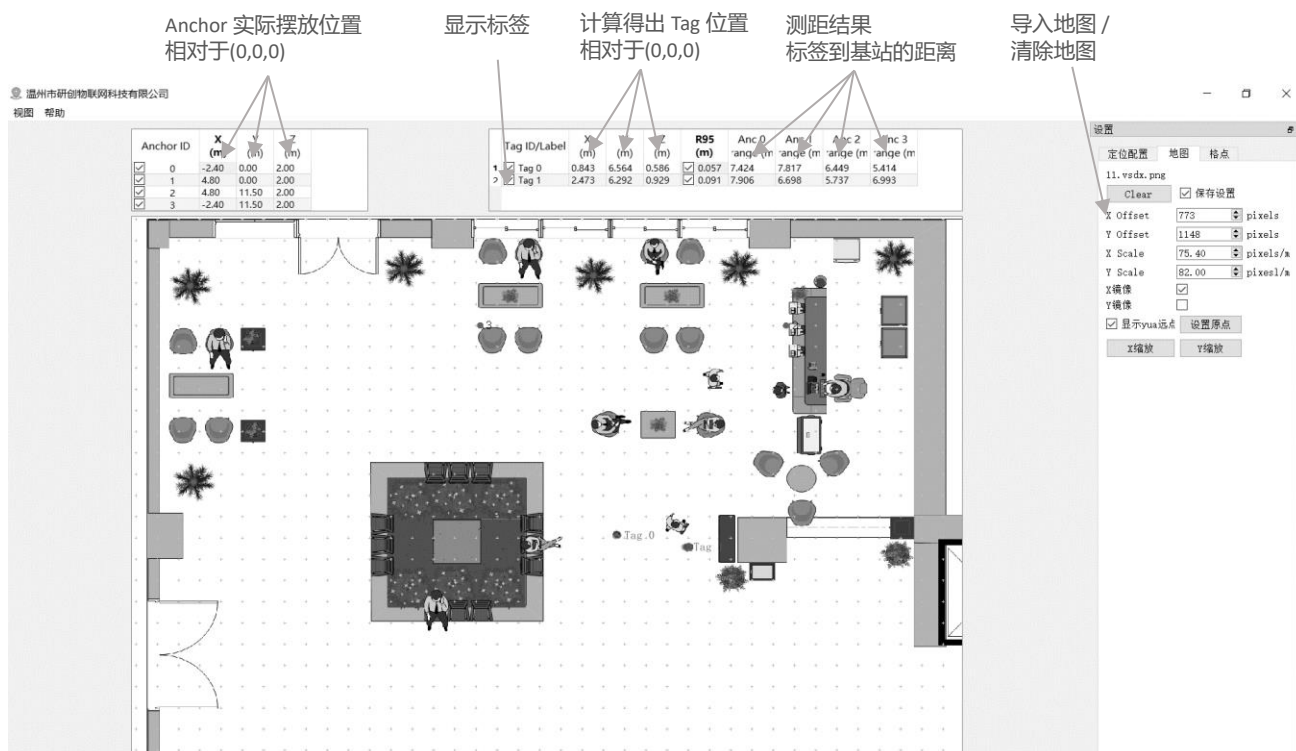 Anchor 实际摆放位置
相对于(0,0,0)
显示标签
计算得出 Tag 位置
相对于(0,0,0)
测距结果
标签到基站的距离
导入地图 /
清除地图
温州市研创物联网科技有限公司
视图 帮助
Anchor ID X (m) Y (m) Z (m)
0 -2.40 0.00 2.00
1 4.80 0.00 2.00
2 4.80 11.50 2.00
3 -2.40 11.50 2.00
Tag ID/Label X (m) (m) Z (m) R95 (m) Anc 0 range (m Anc 1 range (m Anc 2 range (m Anc 3 range (m
1 Tag 0 0.843 6.564 0.586 0.057 7.424 7.817 6.449 5.414
2 Tag 1 2.473 6.292 0.929 0.091 7.906 6.698 5.737 6.993
设置
定位配置 地图 格点
11.vsdx.png
Clear 保存设置
X Offset 773 pixels
Y Offset 1148 pixels
X Scale 75.40 pixels/m
Y Scale 82.00 pixesl/m
X镜像
Y镜像
显示yua远点 设置原点
X缩放 Y缩放
3
Tag.0
Tag